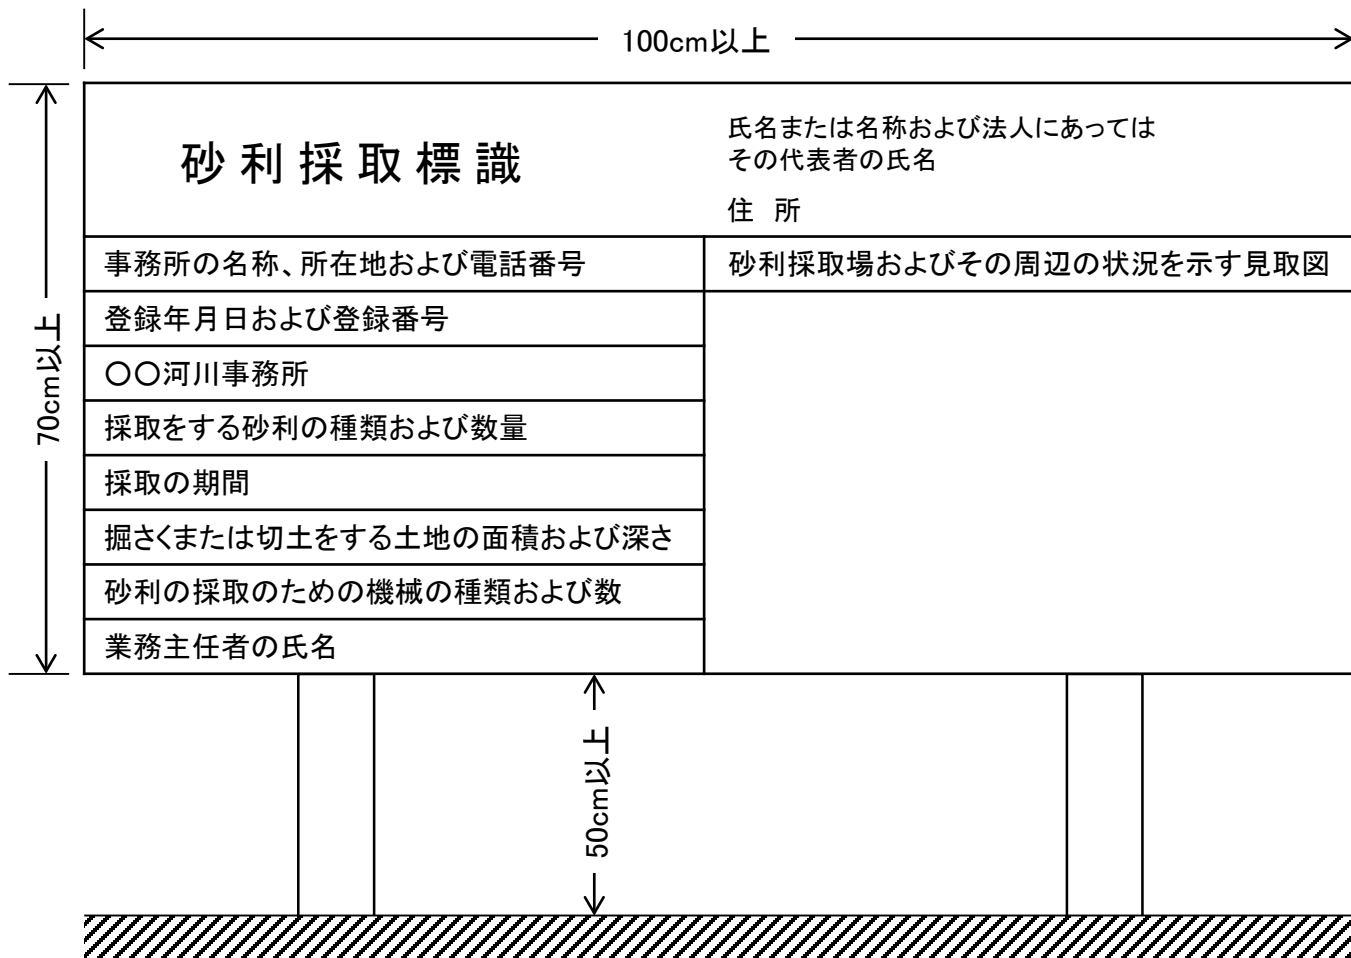 100cm以上
砂利採取標識
氏名または名称および法人にあっては
その代表者の氏名
住 所
事務所の名称、所在地および電話番号
砂利採取場およびその周辺の状況を示す見取図
登録年月日および登録番号
〇〇河川事務所
採取をする砂利の種類および数量
採取の期間
掘さくまたは切土をする土地の面積および深さ
砂利の採取のための機械の種類および数
業務主任者の氏名
70cm以上
50cm以上